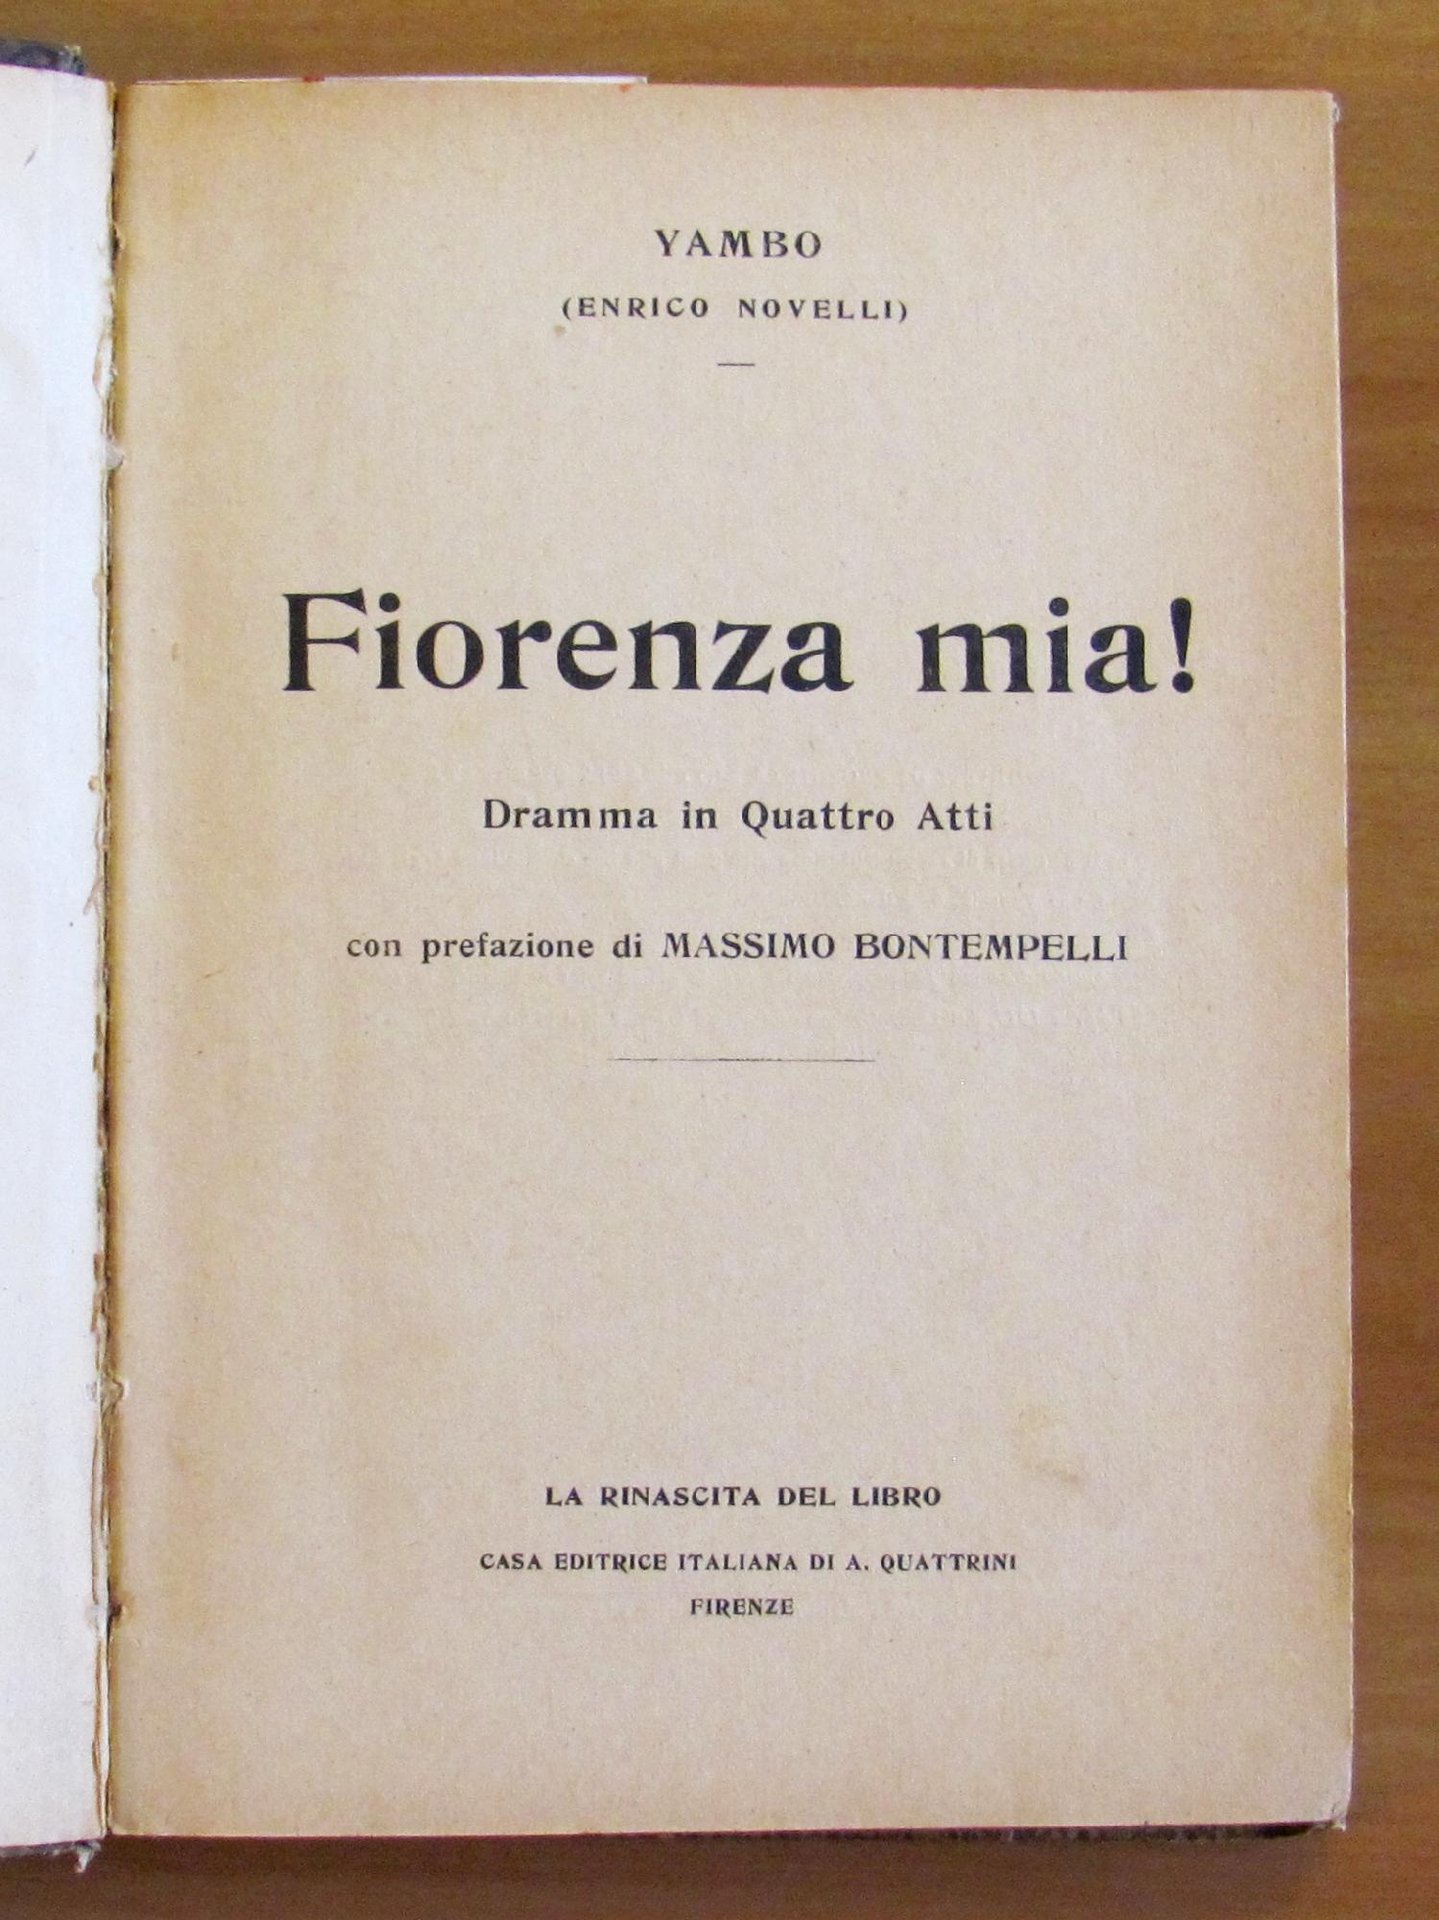 YAMBO
(ENRICO NOVELLI)
Fiorenza mia!
Dramma in Quattro Atti
con prefazione di MASSIMO BONTEMPELLI
LA RINASCITA DEL LIBRO
CASA EDITRICE ITALIANA DI A. QUATTRINI
FIRENZE